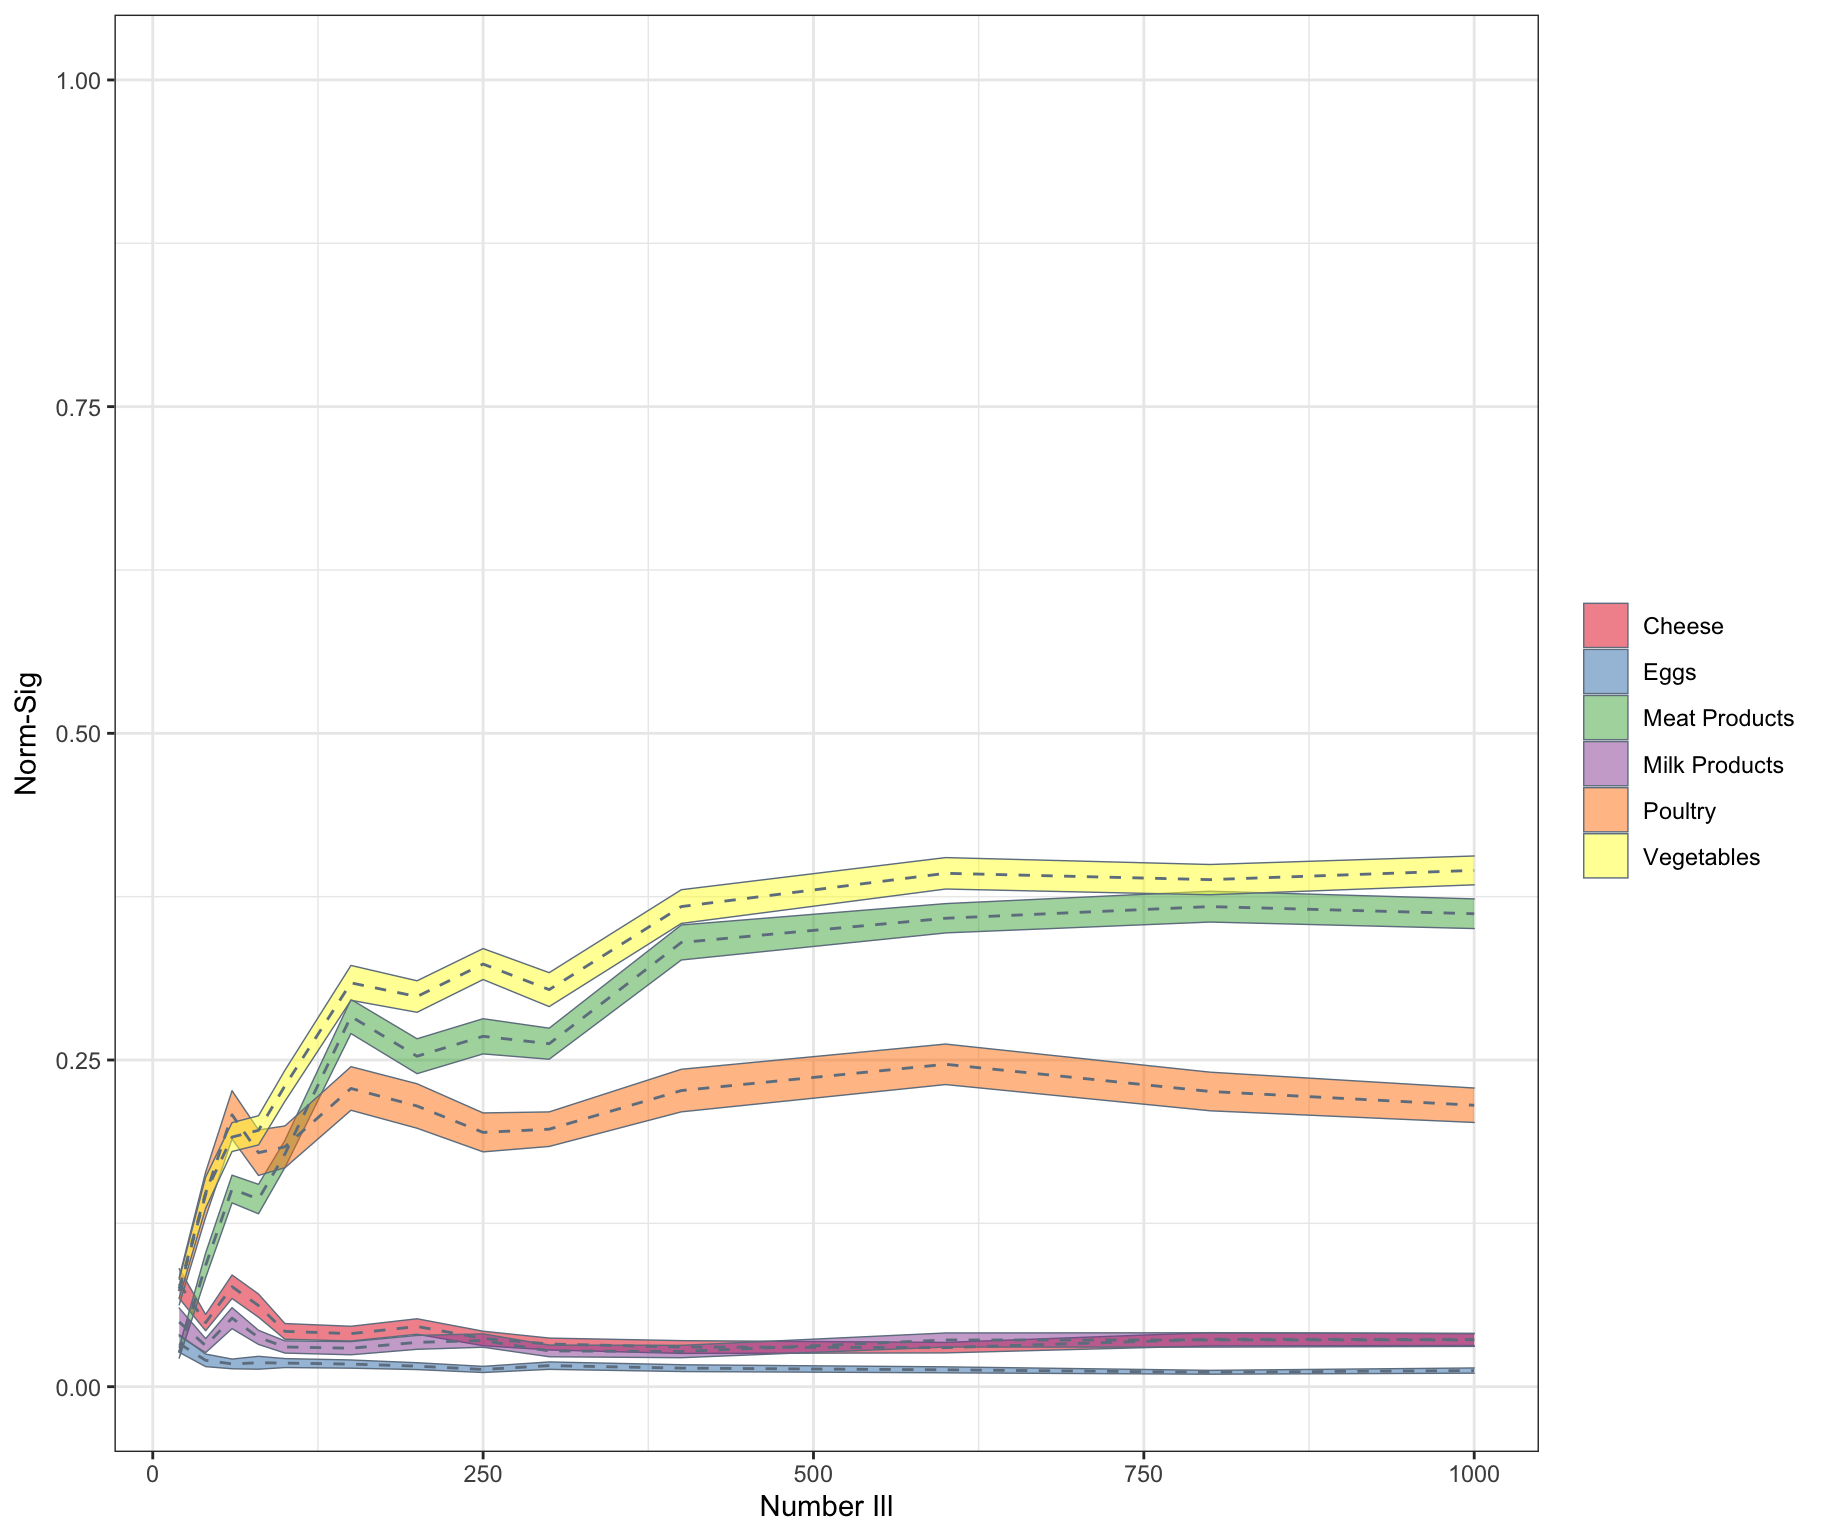 1.00
0.75
0.50
0.25
0.00
Norm-Sig
0
250
500
750
1000
Number Ill
Cheese
Eggs
Meat Products
Milk Products
Poultry
Vegetables